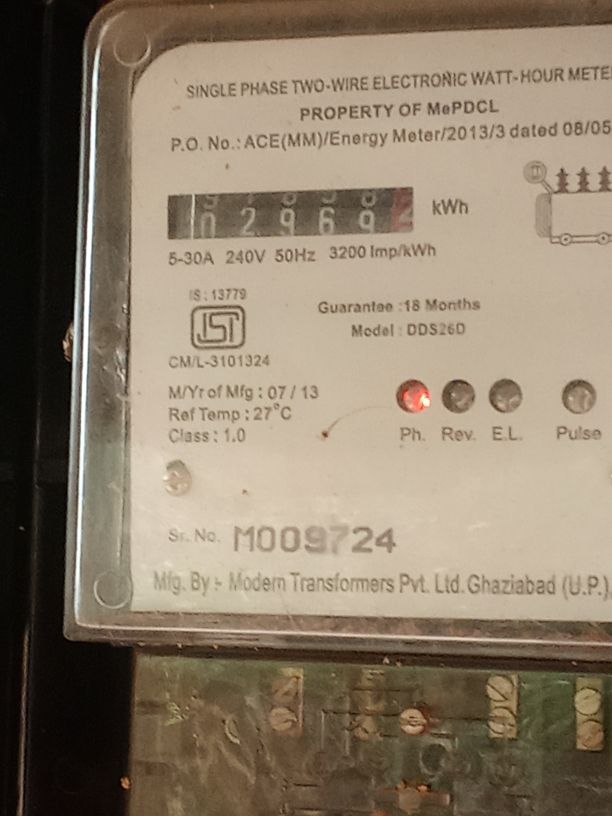 SINGLE PHASE TWO-WIRE ELECTRONIC WATT-HOUR METE
PROPERTY OF MePDCL
P.O. No.: ACE(MM)/Energy Meter/2013/3 dated 08/05
02969 kWh
5-30A 240V 50Hz 3200 Imp/kWh
IS : 13779
ISI
Guarantee : 18 Months
Model : DDS26D
CM/L-3101324
M/Yr of Mfg : 07 / 13
Ref Temp : 27°C
Class : 1.0
Ph. Rev. E.L. Pulse
Sr. No. M009724
Mfg. By :- Modern Transformers Pvt. Ltd. Ghaziabad (U.P.)